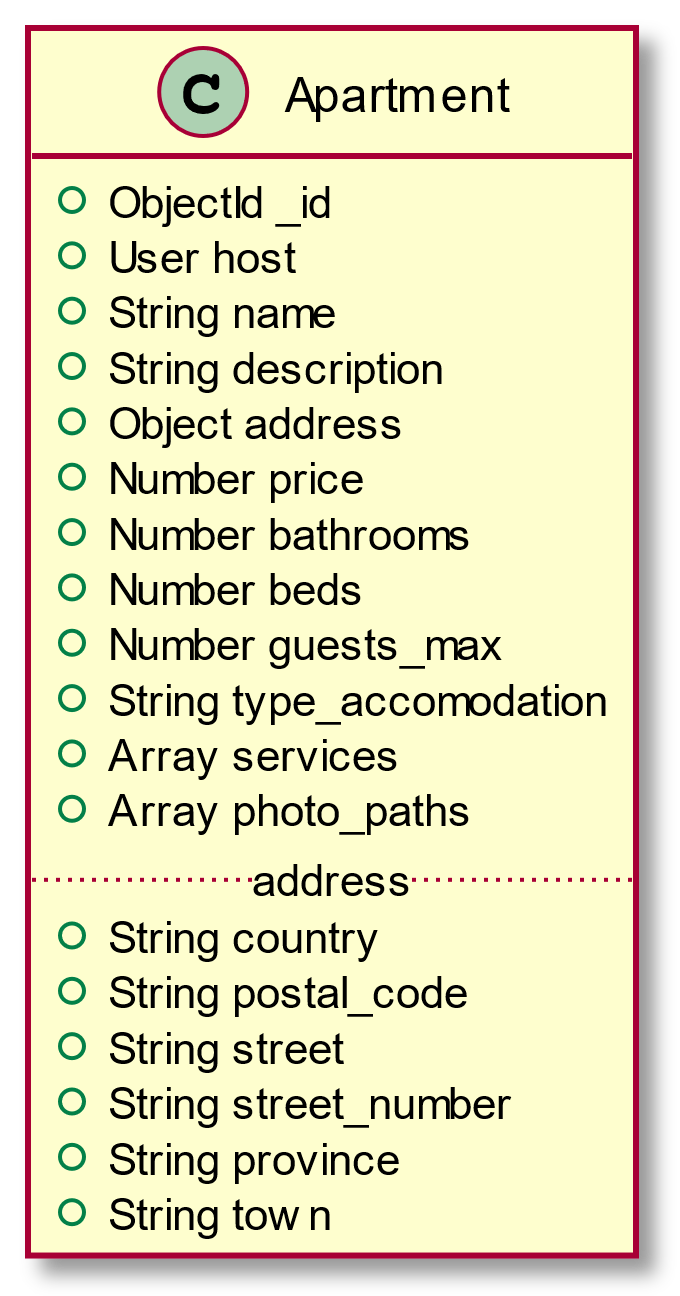 C Apartment
ObjectId _id
User host
String name
String description
Object address
Number price
Number bathrooms
Number beds
Number guests_max
String type_accomodation
Array services
Array photo_paths
address
String country
String postal_code
String street
String street_number
String province
String town